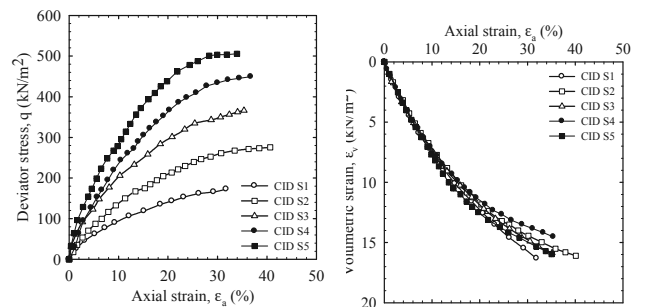 600
500
400
300
200
100
0
Deviator stress, q (kN/m²)
CID S1
CID S2
CID S3
CID S4
CID S5
0 10 20 30 40 50
Axial strain, εa (%)
Axial strain, εa (%)
0 10 20 30 40 50
0
5
10
15
20
Volumetric strain, εv (kN/m²)
CID S1
CID S2
CID S3
CID S4
CID S5